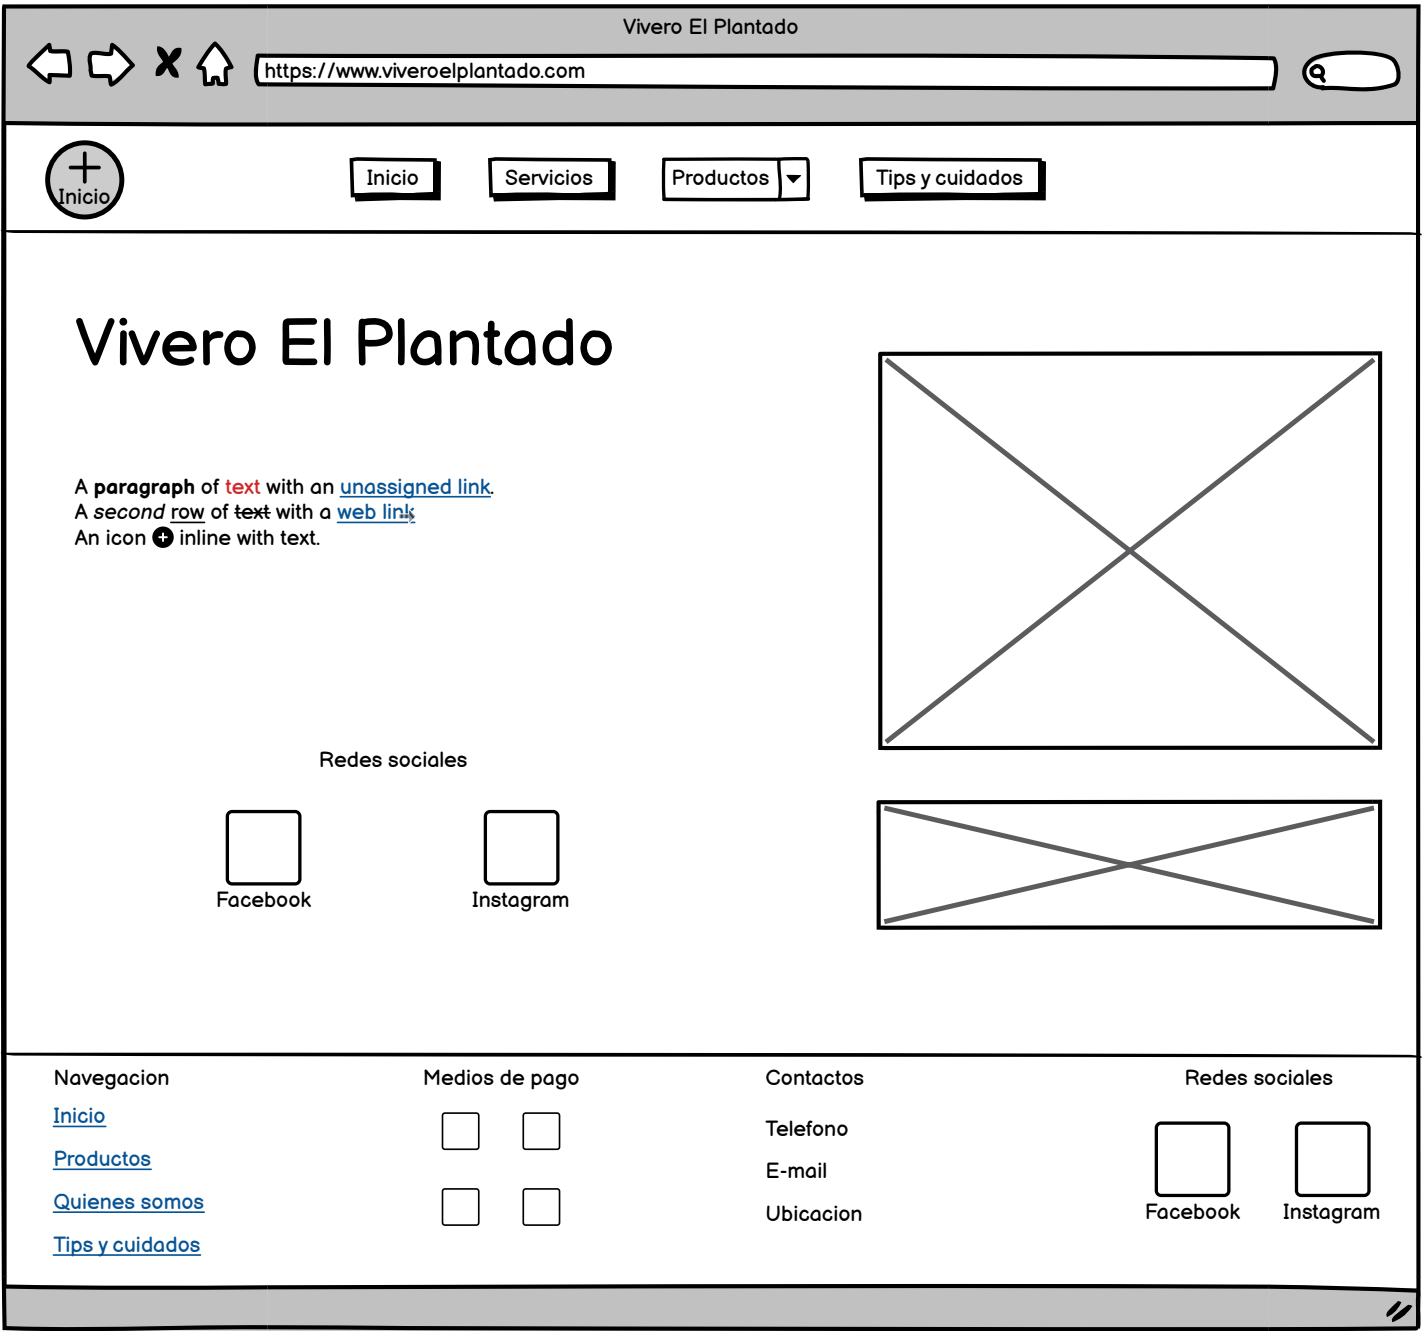 Vivero El Plantado
https://www.viveroelplantado.com
Inicio
Inicio
Servicios
Productos
Tips y cuidados
Vivero El Plantado
A paragraph of text with an unassigned link.
A second row of text with a web link
An icon inline with text.
Redes sociales
Facebook
Instagram
Navegacion
Inicio
Productos
Quienes somos
Tips y cuidados
Medios de pago
Contactos
Telefono
E-mail
Ubicacion
Redes sociales
Facebook
Instagram